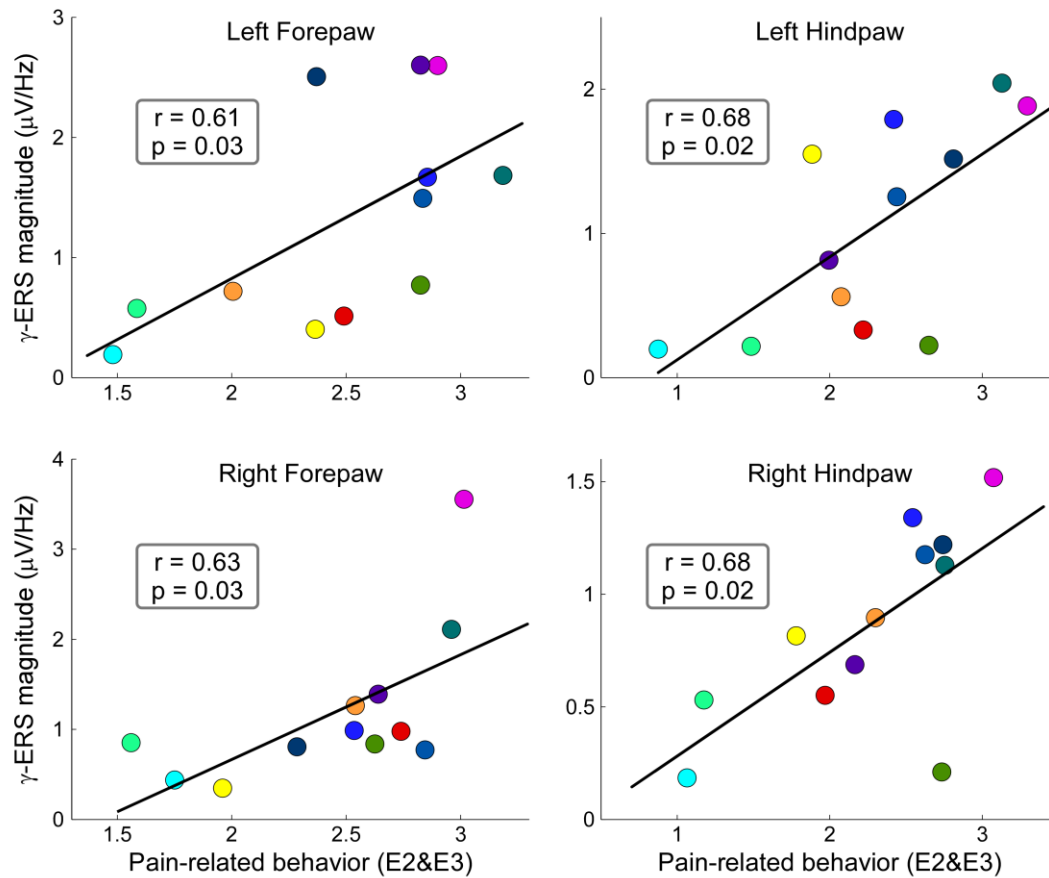 Left Forepaw
r = 0.61
p = 0.03
γ-ERS magnitude (μV/Hz)
3
2
1
0
1.5
2
2.5
3
Left Hindpaw
r = 0.68
p = 0.02
2
1
0
1
2
3
Right Forepaw
r = 0.63
p = 0.03
γ-ERS magnitude (μV/Hz)
4
3
2
1
0
1.5
2
2.5
3
Pain-related behavior (E2&E3)
Right Hindpaw
r = 0.68
p = 0.02
1.5
1
0.5
0
1
2
3
Pain-related behavior (E2&E3)